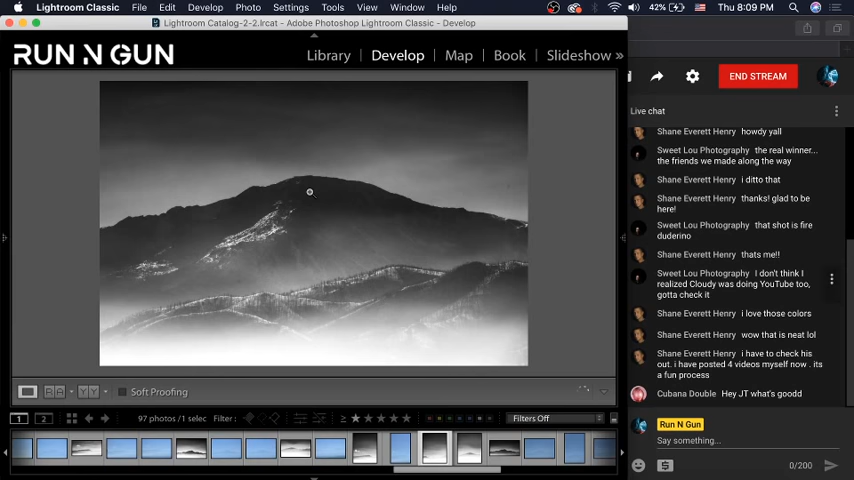 Lightroom Classic File Edit Develop Photo Settings Tools View Window Help 42% Thu 8:09 PM
Lightroom Catalog-2-2.lrcat - Adobe Photoshop Lightroom Classic - Develop
RUN N GUN Library | Develop | Map | Book | Slideshow »
END STREAM
Live chat
Shane Everett Henry howdy yall
Sweet Lou Photography the real winner...
the friends we made along the way
Shane Everett Henry i ditto that
Shane Everett Henry thanks! glad to be
here!
Sweet Lou Photography that shot is fire
duderino
Shane Everett Henry thats me!!
Sweet Lou Photography I don't think I
realized Cloudy was doing YouTube too,
gotta check it
Shane Everett Henry i love those colors
Shane Everett Henry wow that is neat lol
Shane Everett Henry i have to check his
out. i have posted 4 videos myself now . its
a fun process
Cubana Double Hey JT what's goodd
Soft Proofing
1 2 97 photos /1 selec Filter : ≥ Filters Off
Run N Gun
Say something...
0/200